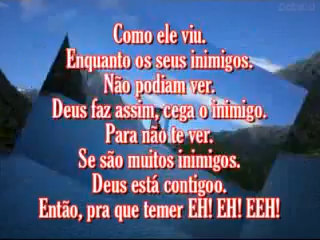 Como ele viu.
Enquanto os seus inimigos.
Não podiam ver.
Deus faz assim, cega o inimigo.
Para não te ver.
Se são muitos inimigos.
Deus está contigoo.
Então, pra que temer EH! EH! EEH!